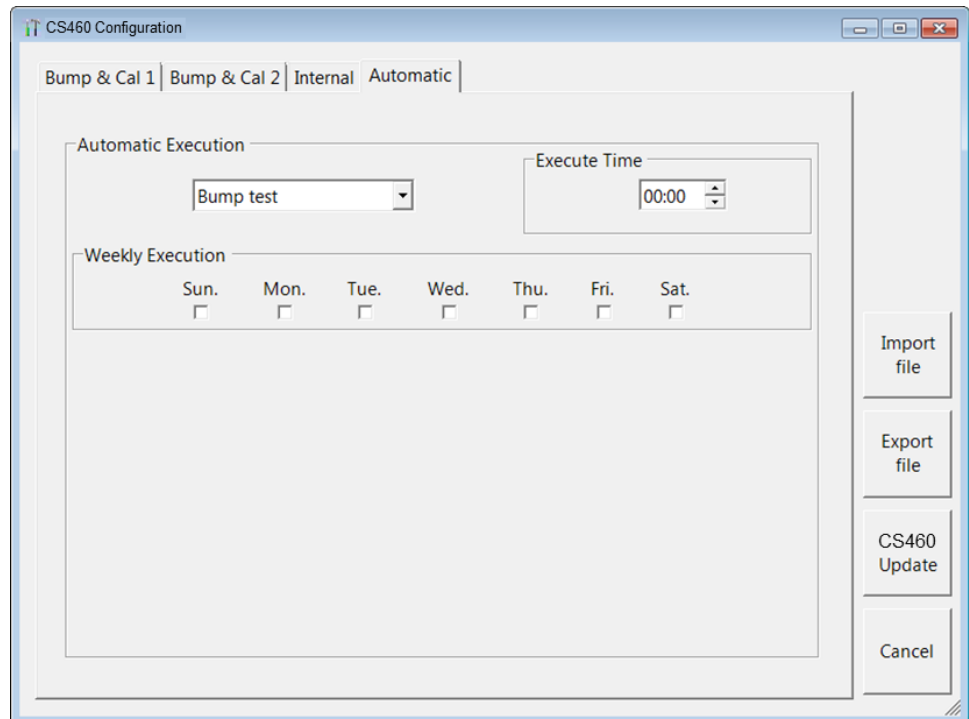 CS460 Configuration
Bump & Cal 1 Bump & Cal 2 Internal Automatic
Automatic Execution
Execute Time
Bump test
00:00
Weekly Execution
Sun. Mon. Tue. Wed. Thu. Fri. Sat.
Import
file
Export
file
CS460
Update
Cancel